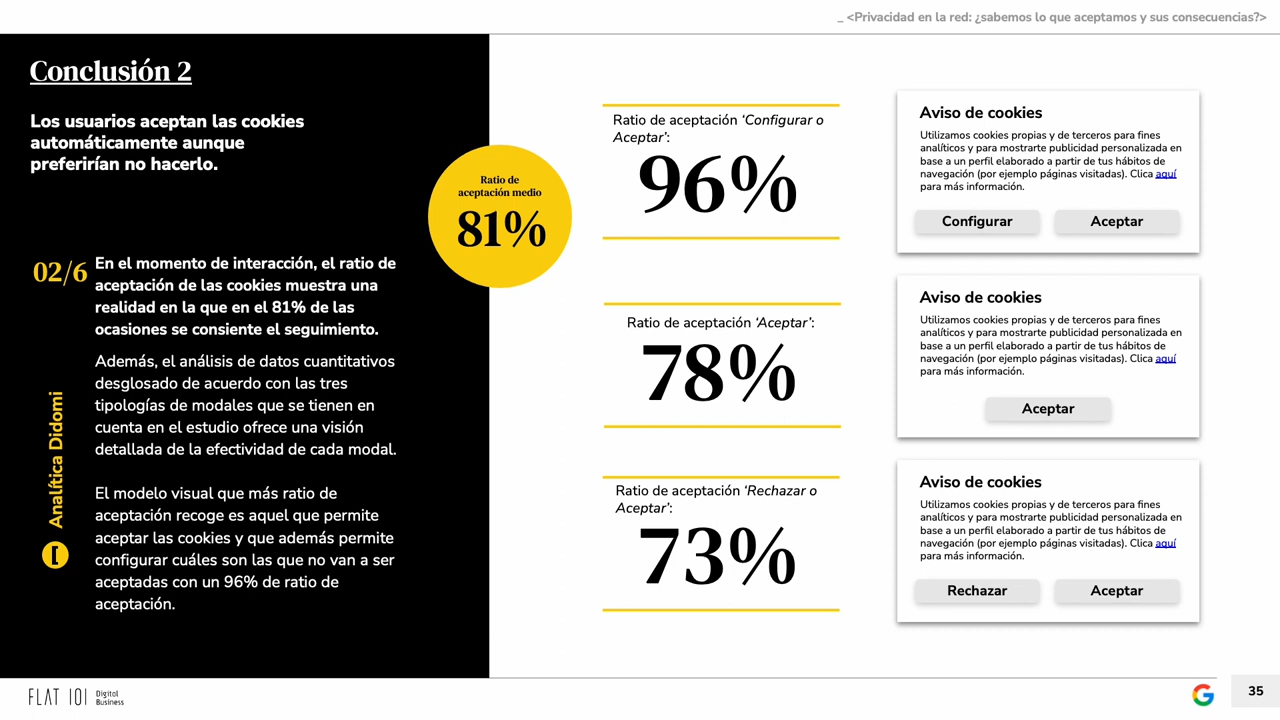 _ <Privacidad en la red: ¿sabemos lo que aceptamos y sus consecuencias?>
Conclusión 2
Los usuarios aceptan las cookies
automáticamente aunque
preferirían no hacerlo.
Ratio de
aceptación medio
81%
02/6
En el momento de interacción, el ratio de
aceptación de las cookies muestra una
realidad en la que en el 81% de las
ocasiones se consiente el seguimiento.
Además, el análisis de datos cuantitativos
desglosado de acuerdo con las tres
tipologías de modales que se tienen en
cuenta en el estudio ofrece una visión
detallada de la efectividad de cada modal.
El modelo visual que más ratio de
aceptación recoge es aquel que permite
aceptar las cookies y que además permite
configurar cuáles son las que no van a ser
aceptadas con un 96% de ratio de
aceptación.
Analítica Didomi
Ratio de aceptación ‘Configurar o
Aceptar’:
96%
Aviso de cookies
Utilizamos cookies propias y de terceros para fines
analíticos y para mostrarte publicidad personalizada en
base a un perfil elaborado a partir de tus hábitos de
navegación (por ejemplo páginas visitadas). Clica aquí
para más información.
Configurar
Aceptar
Ratio de aceptación ‘Aceptar’:
78%
Aviso de cookies
Utilizamos cookies propias y de terceros para fines
analíticos y para mostrarte publicidad personalizada en
base a un perfil elaborado a partir de tus hábitos de
navegación (por ejemplo páginas visitadas). Clica aquí
para más información.
Aceptar
Ratio de aceptación ‘Rechazar o
Aceptar’:
73%
Aviso de cookies
Utilizamos cookies propias y de terceros para fines
analíticos y para mostrarte publicidad personalizada en
base a un perfil elaborado a partir de tus hábitos de
navegación (por ejemplo páginas visitadas). Clica aquí
para más información.
Rechazar
Aceptar
FLAT 101
Digital
Business
35